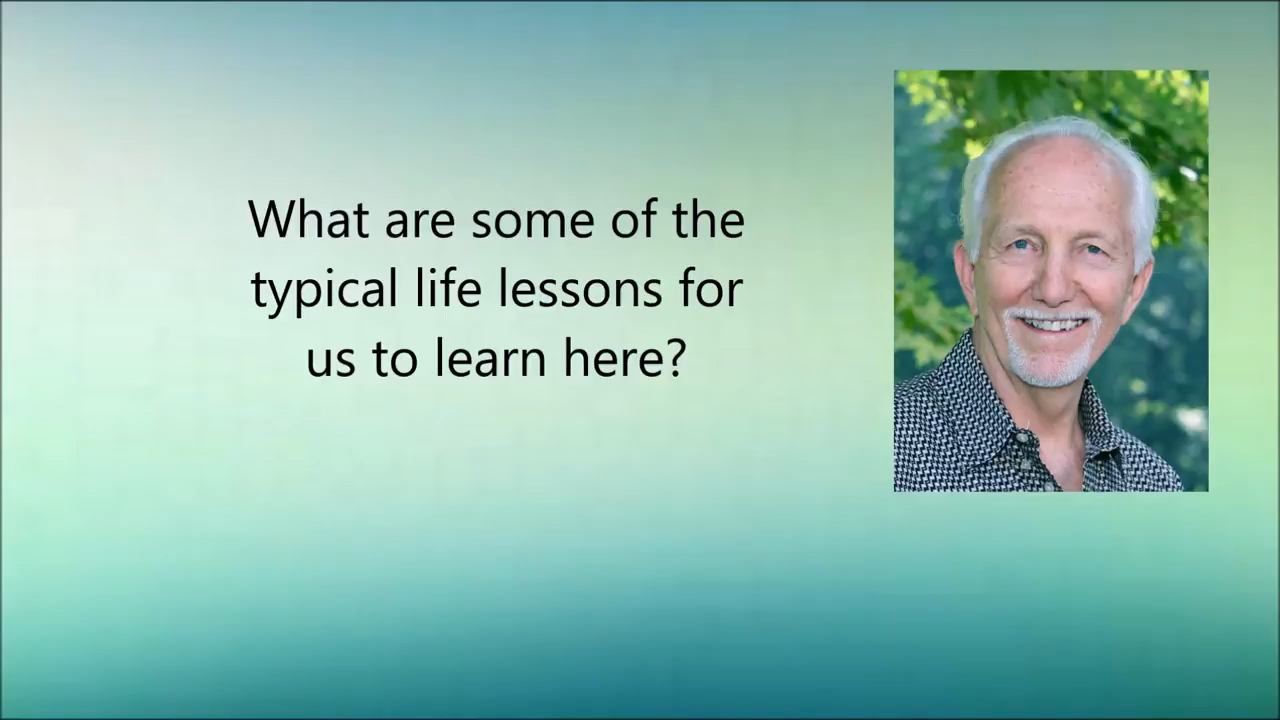 What are some of the
typical life lessons for
us to learn here?